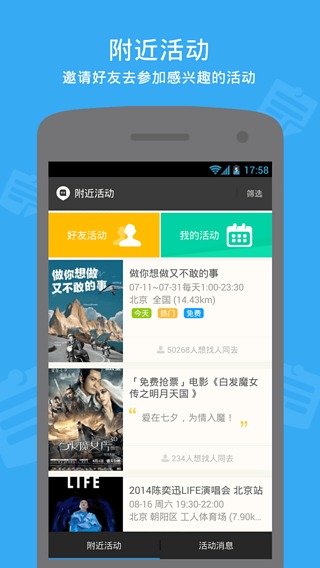 附近活动
邀请好友去参加感兴趣的活动
17:58
附近活动
筛选
好友活动
我的活动
做你想做
又不敢的事
做你想做又不敢的事
07-11~07-31每天1:00-23:30
北京 全国 (14.43km)
今天 热门 免费
50268人想找人同去
「免费抢票」电影《白发魔女
传之明月天国 》
爱在七夕，为情入魔！
234人想找人同去
LIFE
2014陈奕迅LIFE演唱会 北京站
08-16 周六 19:30-22:00
北京 朝阳区 工人体育场 (7.90k...
附近活动
活动消息